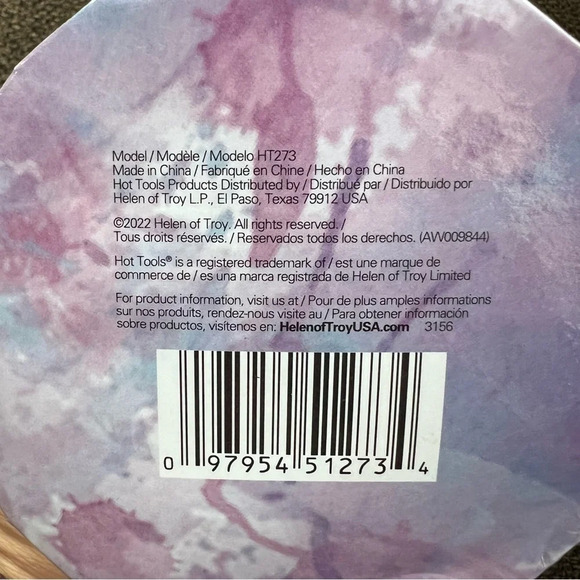 Model / Modèle / Modelo HT273
Made in China / Fabriqué en Chine / Hecho en China
Hot Tools Products Distributed by / Distribué par / Distribuido por
Helen of Troy L.P., El Paso, Texas 79912 USA
©2022 Helen of Troy. All rights reserved. /
Tous droits réservés. / Reservados todos los derechos. (AW009844)
Hot Tools® is a registered trademark of / est une marque de
commerce de / es una marca registrada de Helen of Troy Limited
For product information, visit us at / Pour de plus amples informations
sur nos produits, rendez-nous visite au / Para obtener información
sobre productos, visítenos en: HelenofTroyUSA.com 3156
0 97954 51273 4